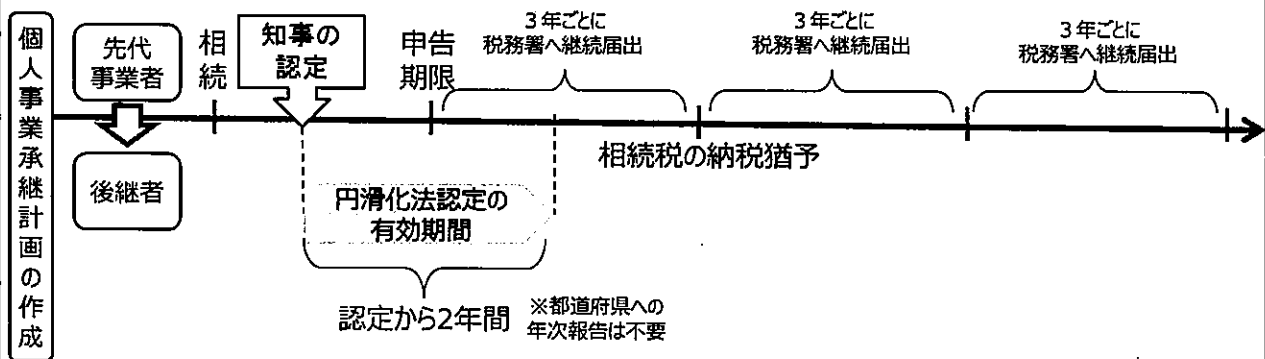 個人事業承継計画の作成
先代
事業者
後継者
相続
知事の
認定
申告
期限
3年ごとに
税務署へ継続届出
3年ごとに
税務署へ継続届出
3年ごとに
税務署へ継続届出
相続税の納税猶予
円滑化法認定の
有効期間
認定から2年間
※都道府県への
年次報告は不要